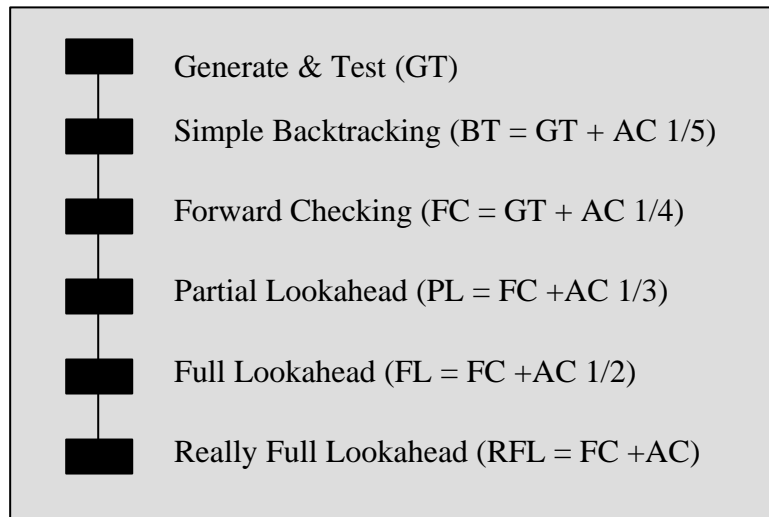 Generate & Test (GT)
Simple Backtracking (BT = GT + AC 1/5)
Forward Checking (FC = GT + AC 1/4)
Partial Lookahead (PL = FC +AC 1/3)
Full Lookahead (FL = FC +AC 1/2)
Really Full Lookahead (RFL = FC +AC)